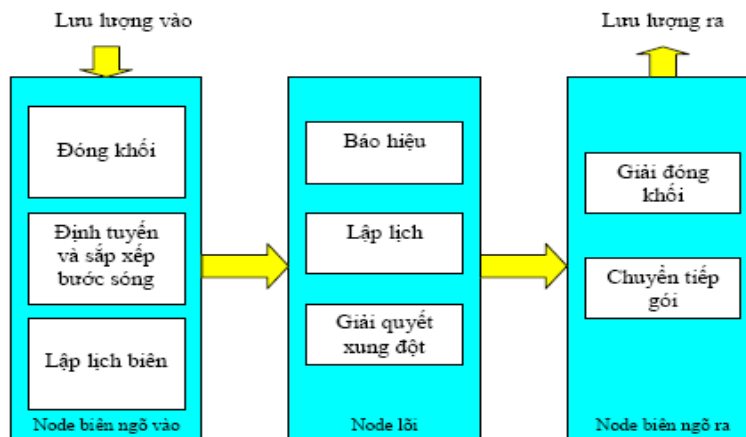 Lưu lượng vào
Lưu lượng ra
Đóng khối
Định tuyến
và sắp xếp
bước sóng
Lập lịch biên
Node biên ngõ vào
Báo hiệu
Lập lịch
Giải quyết
xung đột
Node lõi
Giải đóng
khối
Chuyển tiếp
gói
Node biên ngõ ra